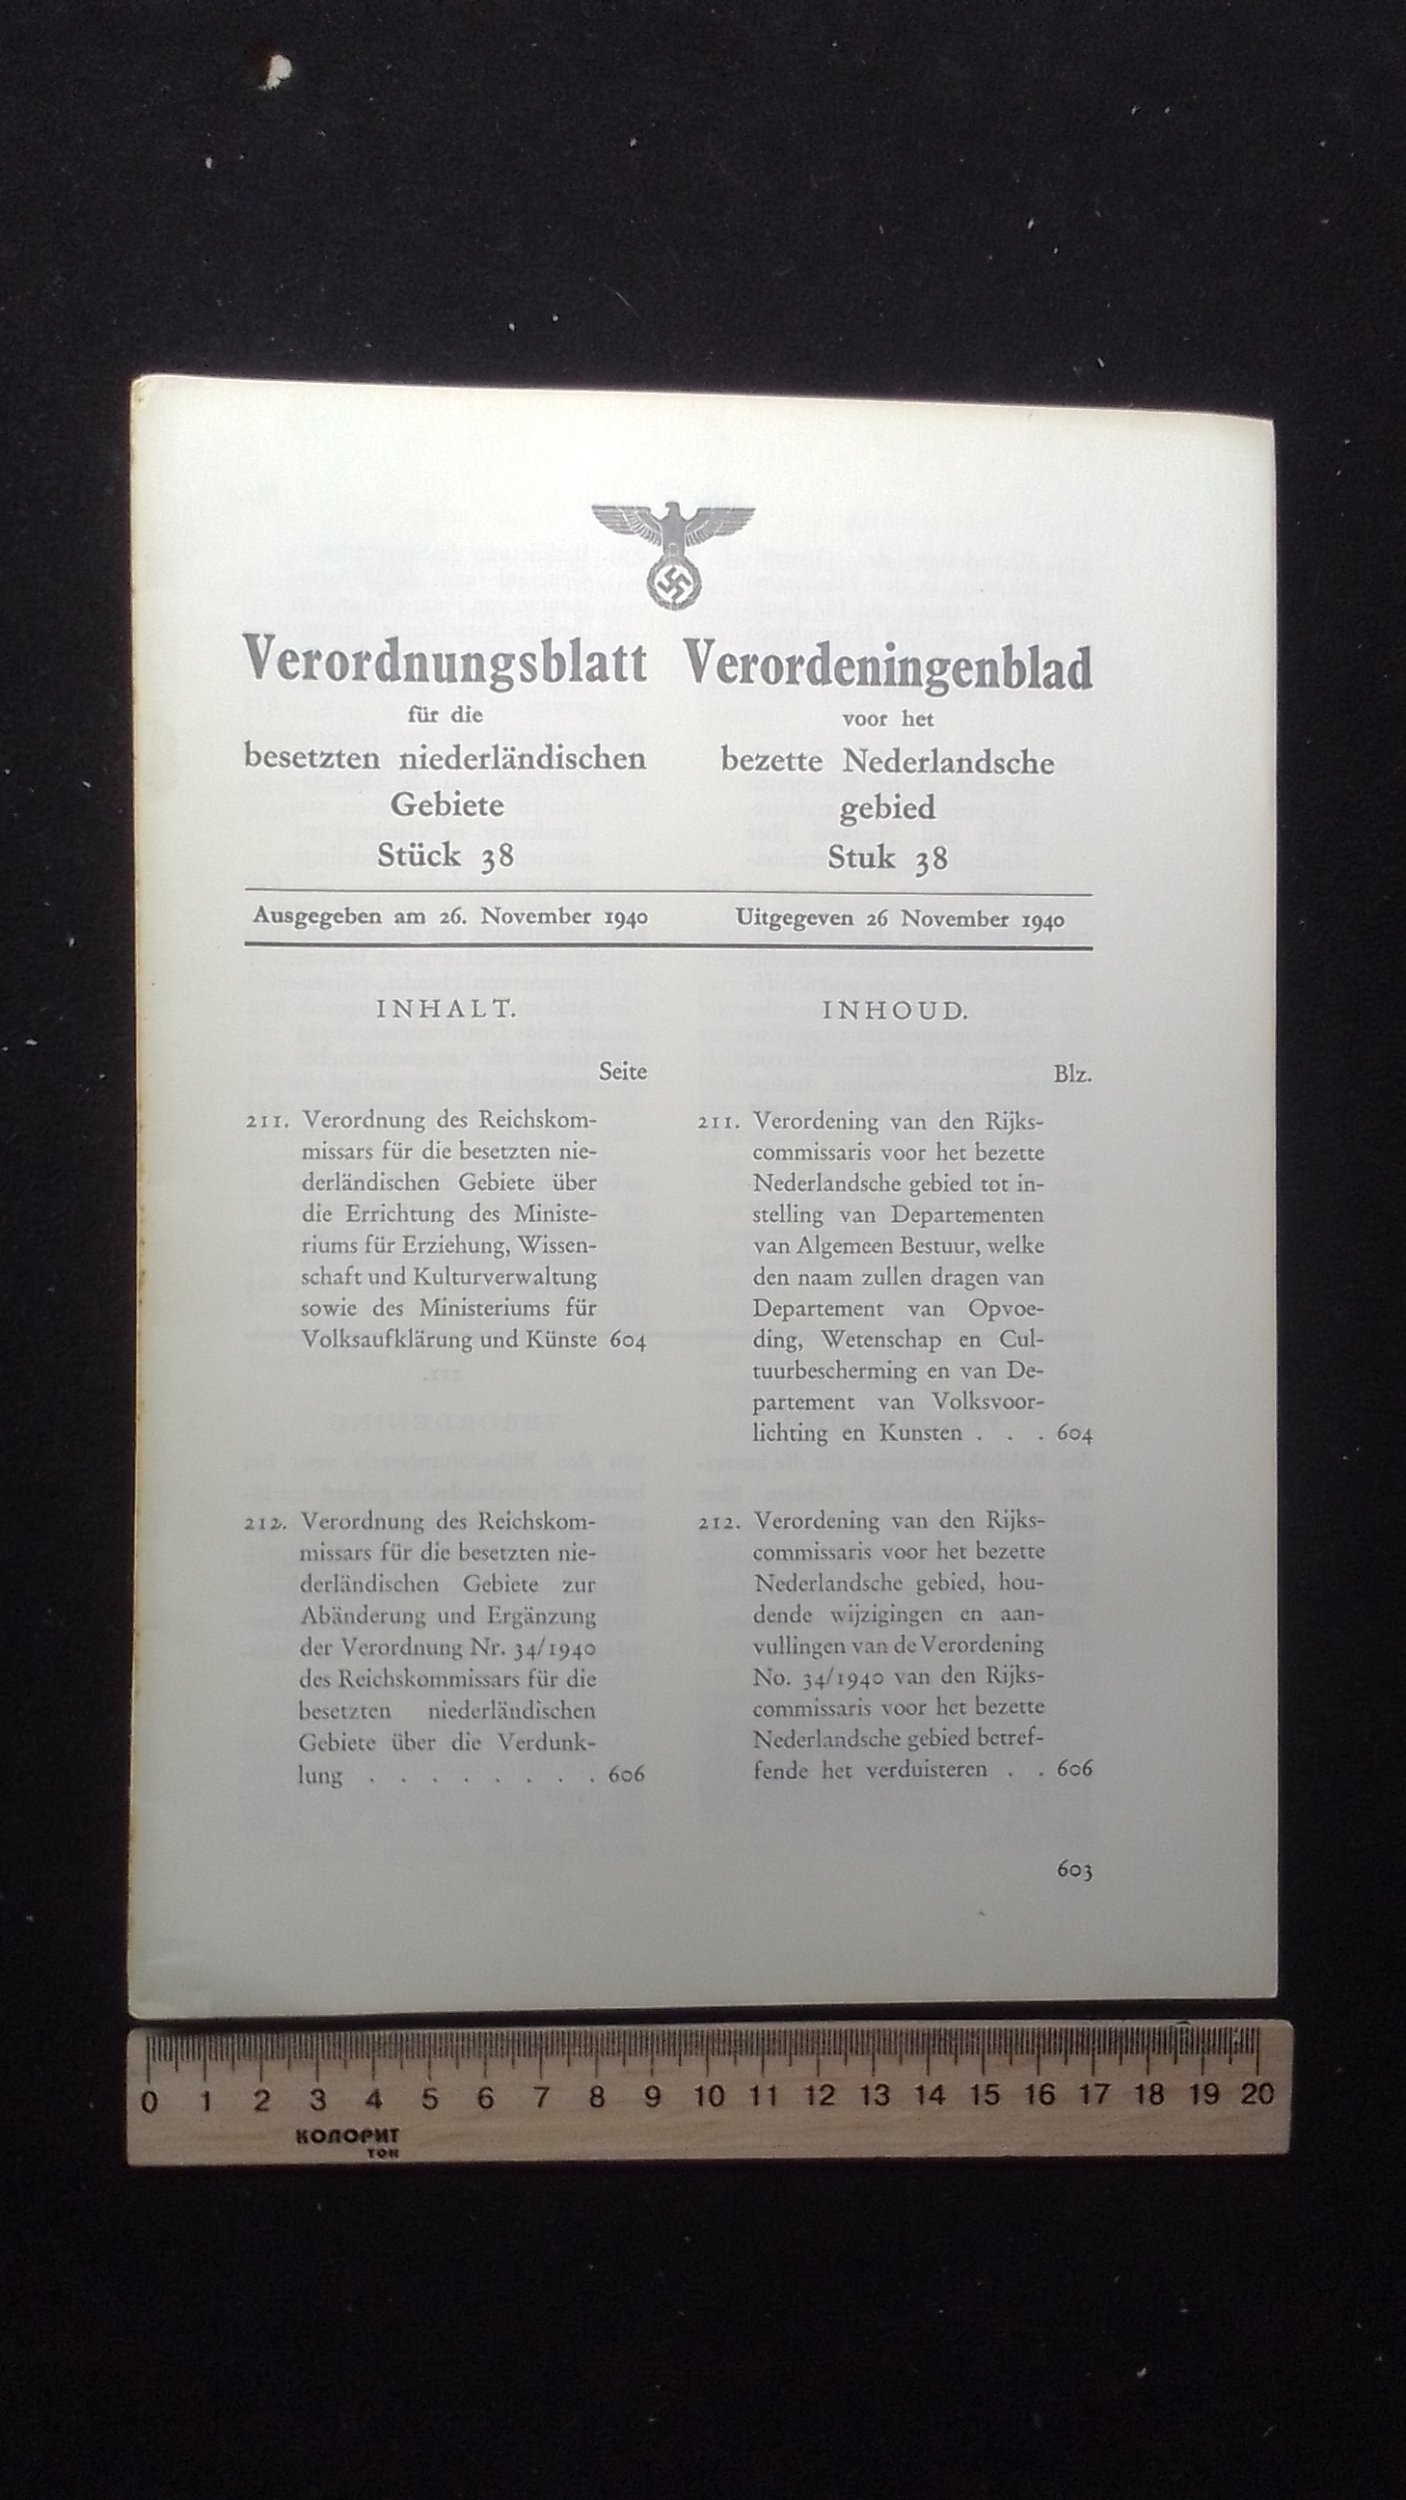 Verordnungsblatt
für die
besetzten niederländischen
Gebiete
Stück 38
Verordeningenblad
voor het
bezette Nederlandsche
gebied
Stuk 38
Ausgegeben am 26. November 1940
Uitgegeven 26 November 1940
INHALT.
Seite
211. Verordnung des Reichskom-
missars für die besetzten nie-
derländischen Gebiete über
die Errichtung des Ministe-
riums für Erziehung, Wissen-
schaft und Kulturverwaltung
sowie des Ministeriums für
Volksaufklärung und Künste 604
212. Verordnung des Reichskom-
missars für die besetzten nie-
derländischen Gebiete zur
Abänderung und Ergänzung
der Verordnung Nr. 34/1940
des Reichskommissars für die
besetzten niederländischen
Gebiete über die Verdunk-
lung . . . . . . . . 606
INHOUD.
Blz.
211. Verordening van den Rijks-
commissaris voor het bezette
Nederlandsche gebied tot in-
stelling van Departementen
van Algemeen Bestuur, welke
den naam zullen dragen van
Departement van Opvoe-
ding, Wetenschap en Cul-
tuurbescherming en van De-
partement van Volksvoor-
lichting en Kunsten . . . 604
212. Verordening van den Rijks-
commissaris voor het bezette
Nederlandsche gebied, hou-
dende wijzigingen en aan-
vullingen van de Verordening
No. 34/1940 van den Rijks-
commissaris voor het bezette
Nederlandsche gebied betref-
fende het verduisteren . . 606
603
0 1 2 3 4 5 6 7 8 9 10 11 12 13 14 15 16 17 18 19 20
КОЛОРИТ
ТОН